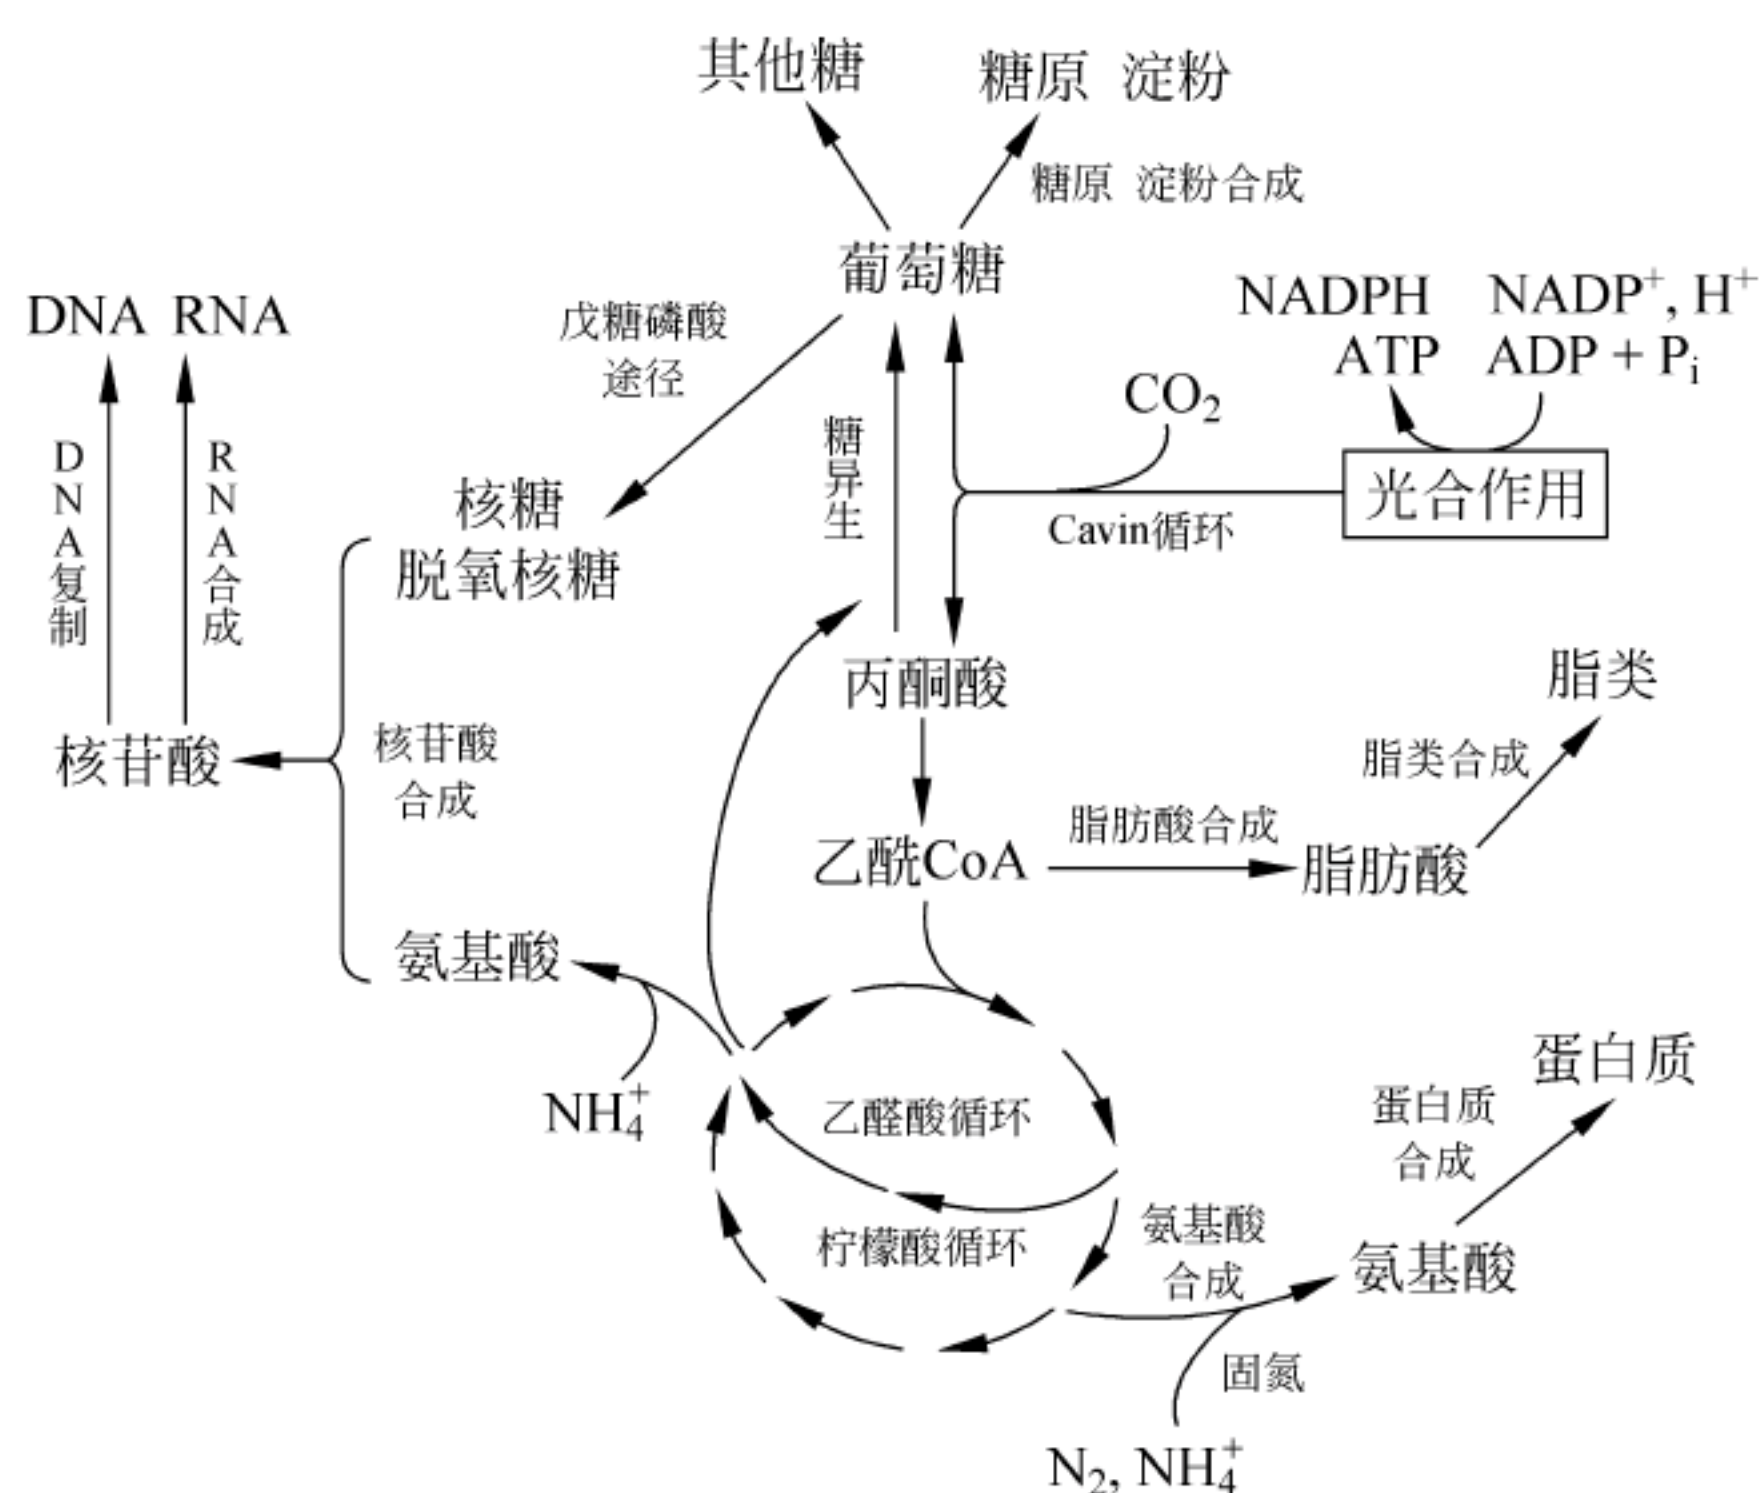 其他糖
糖原 淀粉
糖原 淀粉合成
葡萄糖
DNA RNA
戊糖磷酸
途径
NADPH
ATP
NADP⁺, H⁺
ADP + Pᵢ
CO₂
DNA复制
RNA合成
糖异生
光合作用
Cavin循环
核糖
脱氧核糖
丙酮酸
脂类
核苷酸
核苷酸
合成
脂类合成
乙酰CoA
脂肪酸合成
脂肪酸
氨基酸
NH₄⁺
乙醛酸循环
柠檬酸循环
蛋白质
蛋白质
合成
氨基酸
合成
氨基酸
固氮
N₂, NH₄⁺